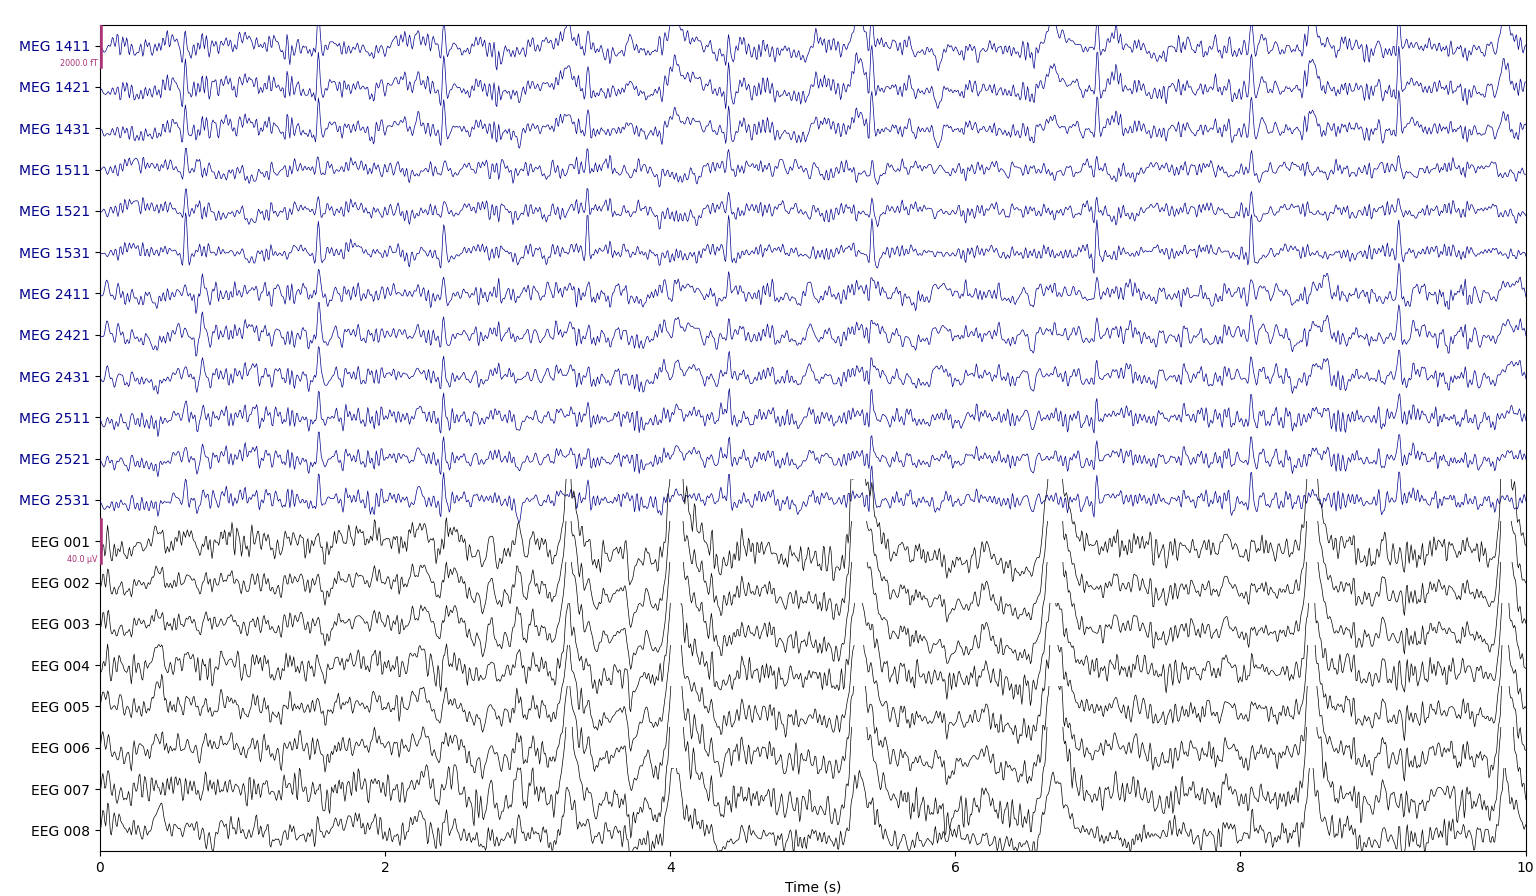 MEG 1411
2000.0 fT
MEG 1421
MEG 1431
MEG 1511
MEG 1521
MEG 1531
MEG 2411
MEG 2421
MEG 2431
MEG 2511
MEG 2521
MEG 2531
EEG 001
40.0 µV
EEG 002
EEG 003
EEG 004
EEG 005
EEG 006
EEG 007
EEG 008
0 2 4 6 8 10
Time (s)